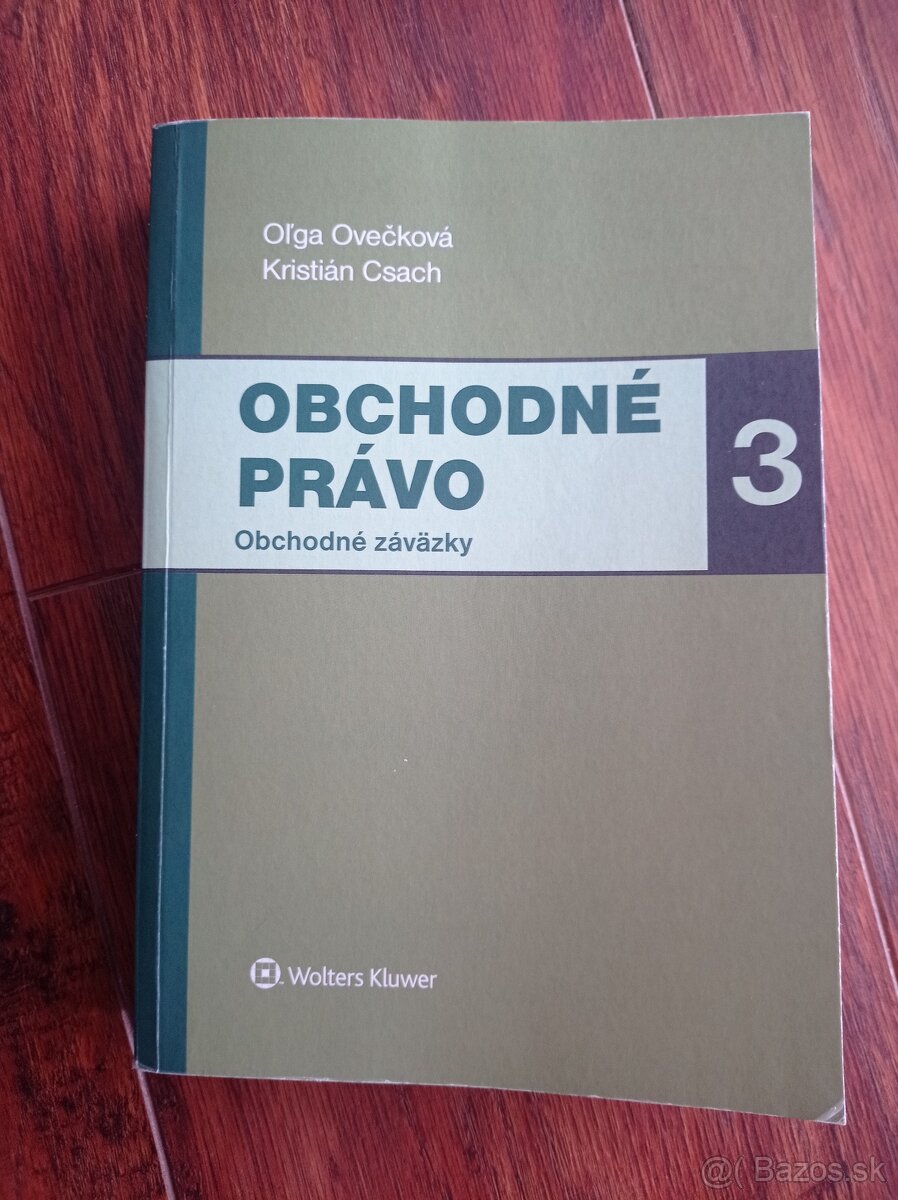 Oľga Ovečková
Kristián Csach
OBCHODNÉ
PRÁVO
3
Obchodné záväzky
Wolters Kluwer
@( Bazos.sk